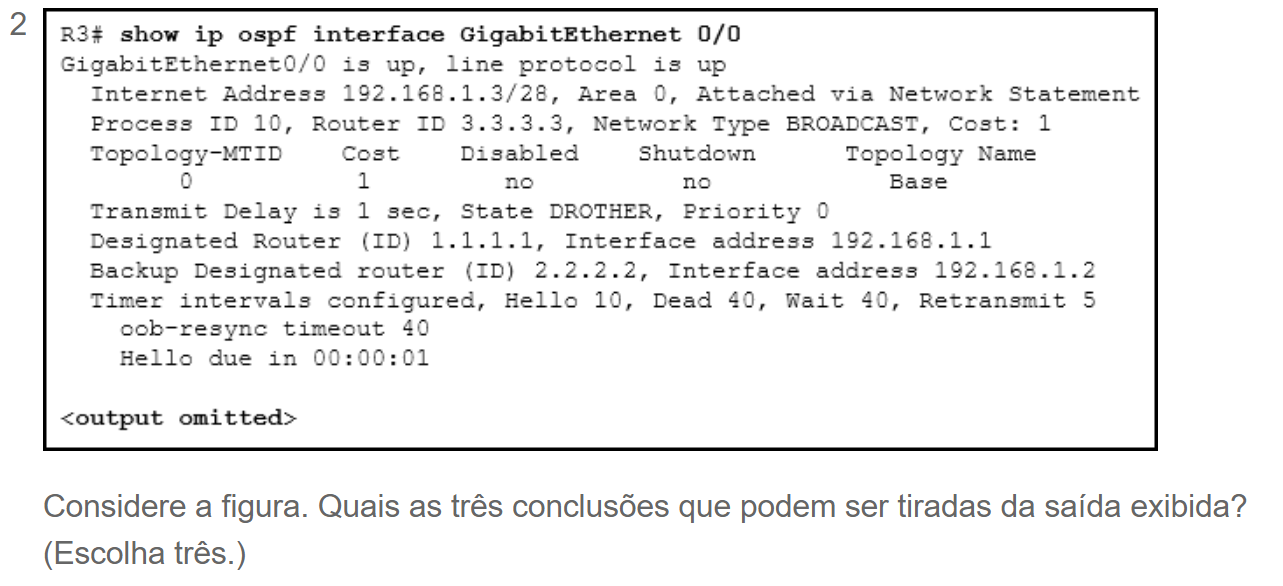 2
R3# show ip ospf interface GigabitEthernet 0/0
GigabitEthernet0/0 is up, line protocol is up
  Internet Address 192.168.1.3/28, Area 0, Attached via Network Statement
  Process ID 10, Router ID 3.3.3.3, Network Type BROADCAST, Cost: 1
  Topology-MTID    Cost    Disabled    Shutdown      Topology Name
        0           1         no          no            Base
  Transmit Delay is 1 sec, State DROTHER, Priority 0
  Designated Router (ID) 1.1.1.1, Interface address 192.168.1.1
  Backup Designated router (ID) 2.2.2.2, Interface address 192.168.1.2
  Timer intervals configured, Hello 10, Dead 40, Wait 40, Retransmit 5
    oob-resync timeout 40
    Hello due in 00:00:01
<output omitted>
Considere a figura. Quais as três conclusões que podem ser tiradas da saída exibida?
(Escolha três.)